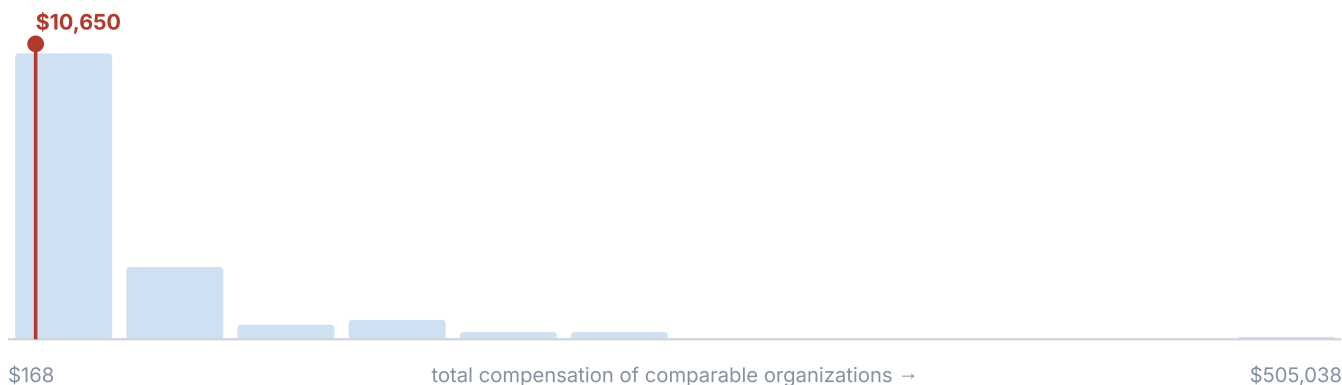 $10,650
$168
total compensation of comparable organizations →
$505,038